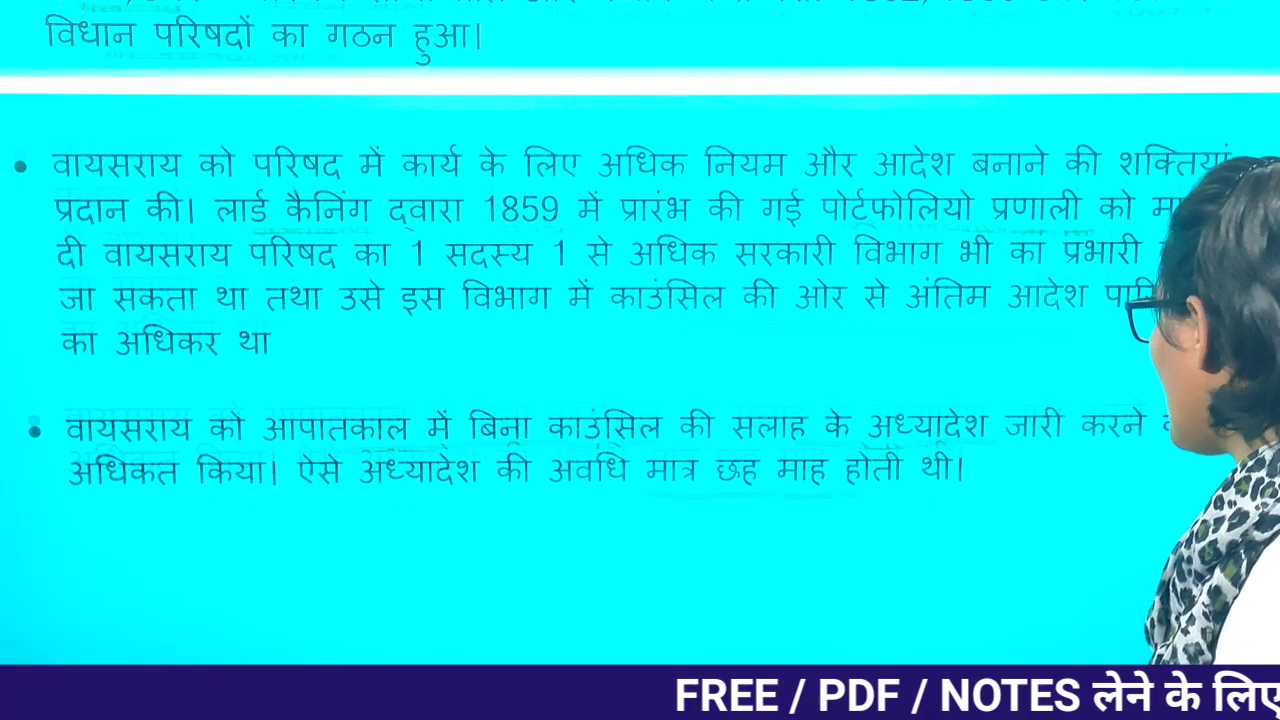 विधान परिषदों का गठन हुआ।
• वायसराय को परिषद में कार्य के लिए अधिक नियम और आदेश बनाने की शक्तियां
प्रदान की। लार्ड कैनिंग द्वारा 1859 में प्रारंभ की गई पोर्टफोलियो प्रणाली को
दी वायसराय परिषद का 1 सदस्य 1 से अधिक सरकारी विभाग भी का प्रभारी
जा सकता था तथा उसे इस विभाग में काउंसिल की ओर से अंतिम आदेश
का अधिकर था
• वायसराय को आपातकाल में बिना काउंसिल की सलाह के अध्यादेश जारी करने
अधिकत किया। ऐसे अध्यादेश की अवधि मात्र छह माह होती थी।
FREE / PDF / NOTES लेने के लिए